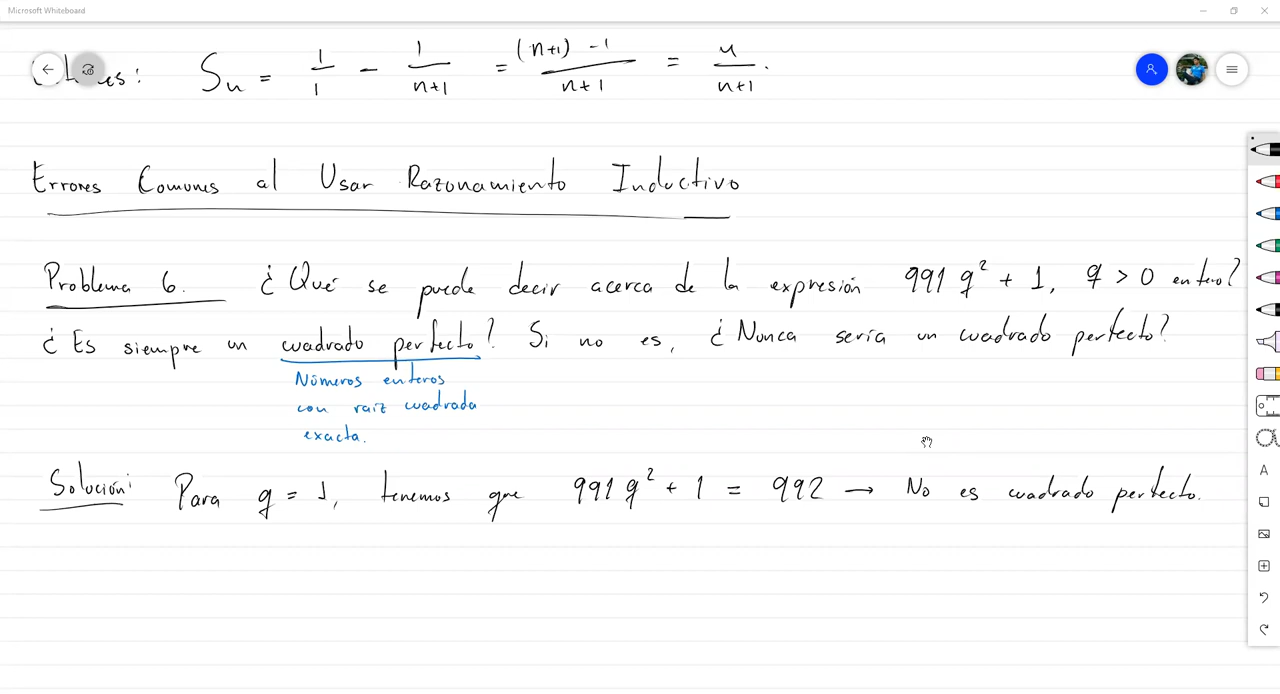 Microsoft Whiteboard
es: Sn = 1/1 - 1/n+1 = (n+1) -1/n+1 = n/n+1.
Errores Comunes al Usar Razonamiento Inductivo
Problema 6. ¿Qué se puede decir acerca de la expresión 991 q² + 1, q > 0 entero?
¿Es siempre un cuadrado perfecto? Si no es, ¿Nunca sería un cuadrado perfecto?
Números enteros
con raíz cuadrada
exacta.
Solución: Para q = 1, tenemos que 991 q² + 1 = 992 → No es cuadrado perfecto.